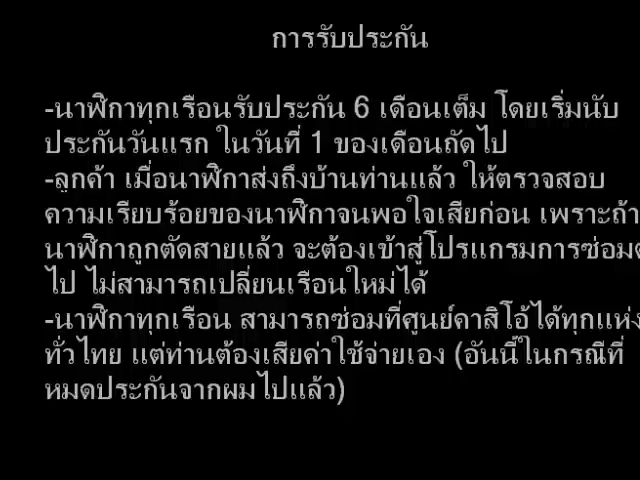 การรับประกัน
-นาฬิกาทุกเรือนรับประกัน 6 เดือนเต็ม โดยเริ่มนับ
ประกันวันแรก ในวันที่ 1 ของเดือนถัดไป
-ลูกค้า เมื่อนาฬิกาส่งถึงบ้านท่านแล้ว ให้ตรวจสอบ
ความเรียบร้อยของนาฬิกาจนพอใจเสียก่อน เพราะถ้า
นาฬิกาถูกตัดสายแล้ว จะต้องเข้าสู่โปรแกรมการซ่อม
ไป ไม่สามารถเปลี่ยนเรือนใหม่ได้
-นาฬิกาทุกเรือน สามารถซ่อมที่ศูนย์คาสิโอ้ได้ทุกแห่ง
ทั่วไทย แต่ท่านต้องเสียค่าใช้จ่ายเอง (อันนี้ในกรณีที่
หมดประกันจากผมไปแล้ว)